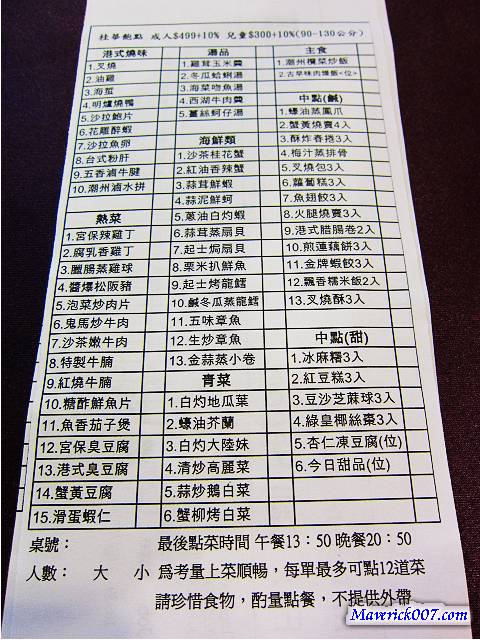 桂華飽點 成人$499+10% 兒童$300+10%(90~130公分)
港式燒味
1.叉燒
2.油雞
3.海蜇
4.明爐燒鴨
5.沙拉鮑片
6.花雕醉蝦
7.沙拉魚卵
8.台式粉肝
9.五香滷牛腱
10.潮州滷水拼
熱菜
1.宮保辣雞丁
2.腐乳香雞丁
3.臘腸蒸雞球
4.醬爆松阪豬
5.泡菜炒肉片
6.鬼馬炒牛肉
7.沙茶嫩牛肉
8.特製牛腩
9.紅燒牛腩
10.糖酢鮮魚片
11.魚香茄子煲
12.宮保臭豆腐
13.港式臭豆腐
14.蟹黃豆腐
15.滑蛋蝦仁
湯品
1.雞茸玉米羹
2.冬瓜蛤蜊湯
3.海菜吻魚湯
4.西湖牛肉羹
5.薑絲蚵仔湯
海鮮類
1.沙茶桂花蟹
2.紅油香辣蟹
3.蒜茸鮮蝦
4.蒜泥鮮蚵
5.蔥油白灼蝦
6.蒜茸蒸扇貝
7.起士焗扇貝
8.粟米扒鮮魚
9.起士烤龍鱈
10.鹹冬瓜蒸龍鱈
11.五味章魚
12.生炒章魚
13.金蒜蒸小卷
青菜
1.白灼地瓜葉
2.蠔油芥蘭
3.白灼大陸妹
4.清炒高麗菜
5.蒜炒鵝白菜
6.蟹柳烤白菜
主食
1.潮州欖菜炒飯
2.古早味肉燥飯<位>
中點(鹹)
1.蠔油蒸鳳爪
2.蟹黃燒賣4入
3.酥炸春捲3入
4.梅汁蒸排骨
5.叉燒包3入
6.蘿蔔糕3入
7.魚翅餃3入
8.火腿燒賣3入
9.港式腊腸卷2入
10.煎蓮藕餅3入
11.金牌蝦餃3入
12.飄香糯米飯2入
13.叉燒酥3入
中點(甜)
1.冰麻糬3入
2.紅豆糕3入
3.豆沙芝蔴球3入
4.綠皇椰絲棗3入
5.杏仁凍豆腐(位)
6.今日甜品(位)
桌號： 最後點菜時間 午餐13：50 晚餐20：50
人數： 大 小 爲考量上菜順暢，每單最多可點12道菜
請珍惜食物，酌量點餐，不提供外帶
Maverick007.com